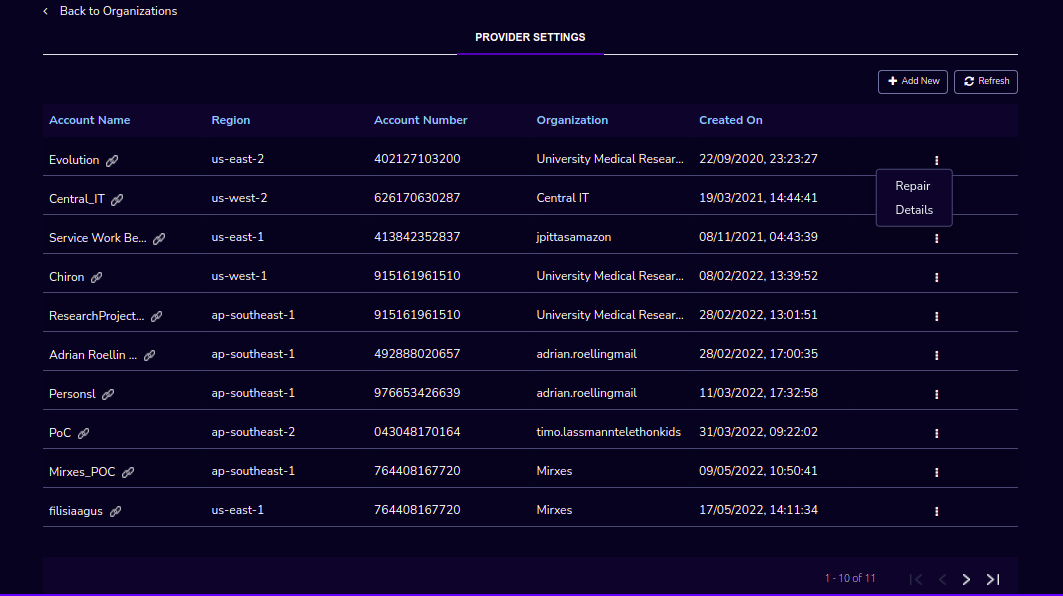 Back to Organizations
PROVIDER SETTINGS
Add New Refresh
Account Name Region Account Number Organization Created On
Evolution us-east-2 402127103200 University Medical Resear... 22/09/2020, 23:23:27
Repair
Central_IT us-west-2 626170630287 Central IT 19/03/2021, 14:44:41
Details
Service Work Be... us-east-1 413842352837 jpittasamazon 08/11/2021, 04:43:39
Chiron us-west-1 915161961510 University Medical Resear... 08/02/2022, 13:39:52
ResearchProject... ap-southeast-1 915161961510 University Medical Resear... 28/02/2022, 13:01:51
Adrian Roellin ... ap-southeast-1 492888020657 adrian.roellingmail 28/02/2022, 17:00:35
Personsl ap-southeast-1 976653426639 adrian.roellingmail 11/03/2022, 17:32:58
PoC ap-southeast-2 043048170164 timo.lassmanntelethonkids 31/03/2022, 09:22:02
Mirxes_POC ap-southeast-1 764408167720 Mirxes 09/05/2022, 10:50:41
filisiaagus us-east-1 764408167720 Mirxes 17/05/2022, 14:11:34
1 - 10 of 11